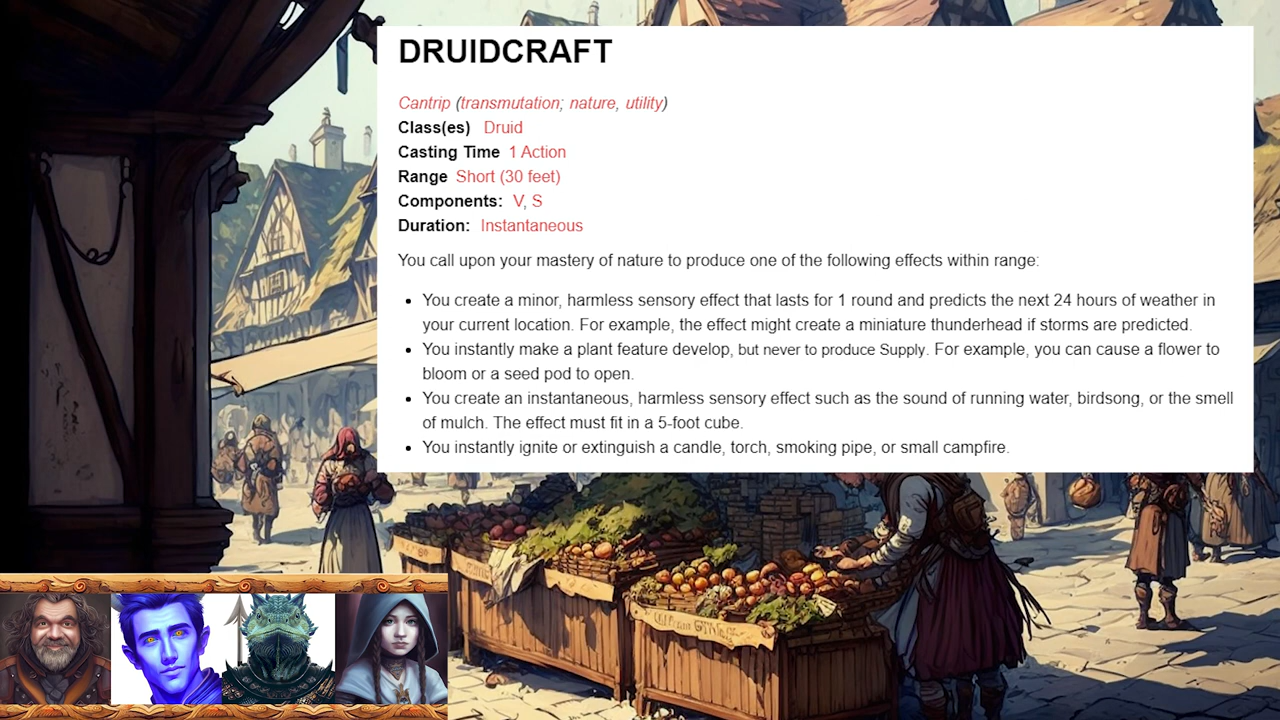 DRUIDCRAFT
Cantrip (transmutation; nature, utility)
Class(es) Druid
Casting Time 1 Action
Range Short (30 feet)
Components: V, S
Duration: Instantaneous
You call upon your mastery of nature to produce one of the following effects within range:
• You create a minor, harmless sensory effect that lasts for 1 round and predicts the next 24 hours of weather in
your current location. For example, the effect might create a miniature thunderhead if storms are predicted.
• You instantly make a plant feature develop, but never to produce Supply. For example, you can cause a flower to
bloom or a seed pod to open.
• You create an instantaneous, harmless sensory effect such as the sound of running water, birdsong, or the smell
of mulch. The effect must fit in a 5-foot cube.
• You instantly ignite or extinguish a candle, torch, smoking pipe, or small campfire.